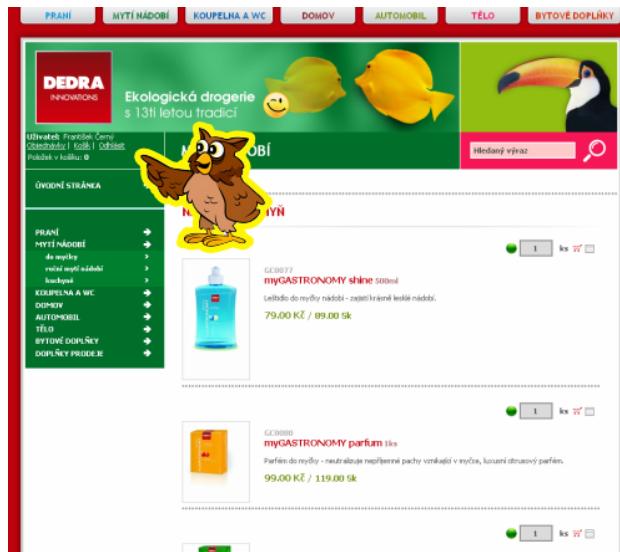 PRANÍ
MYTÍ NÁDOBÍ
KOUPELNA A WC
DOMOV
AUTOMOBIL
TĚLO
BYTOVÉ DOPLŇKY
DEDRA
INNOVATIONS
Ekologická drogerie
s 13ti letou tradicí
Uživatel: František Černý
Objednávky | Košík | Odhlásit
Položek v košíku: 0
Hledaný výraz
ÚVODNÍ STRÁNKA
PRANÍ
MYTÍ NÁDOBÍ
do myčky
ruční mytí nádobí
kuchyně
KOUPELNA A WC
DOMOV
AUTOMOBIL
TĚLO
BYTOVÉ DOPLŇKY
DOPLŇKY PRODEJE
1 ks
GC0077
myGASTRONOMY shine 500ml
Leštidlo do myčky nádobí - zajistí krásně lesklé nádobí.
79.00 Kč / 89.00 Sk
1 ks
GC0080
myGASTRONOMY parfum 1ks
Parfém do myčky - neutralizuje nepříjemné pachy vznikající v myčce, luxusní citrusový parfém.
99.00 Kč / 119.00 Sk
1 ks